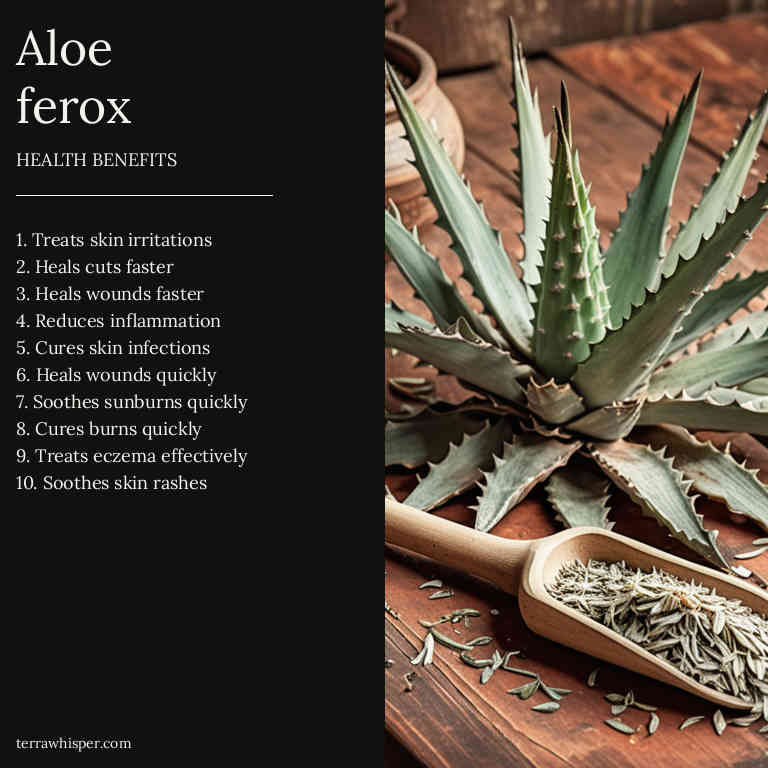 Aloe
ferox
HEALTH BENEFITS
1. Treats skin irritations
2. Heals cuts faster
3. Heals wounds faster
4. Reduces inflammation
5. Cures skin infections
6. Heals wounds quickly
7. Soothes sunburns quickly
8. Cures burns quickly
9. Treats eczema effectively
10. Soothes skin rashes
terrawhisper.com